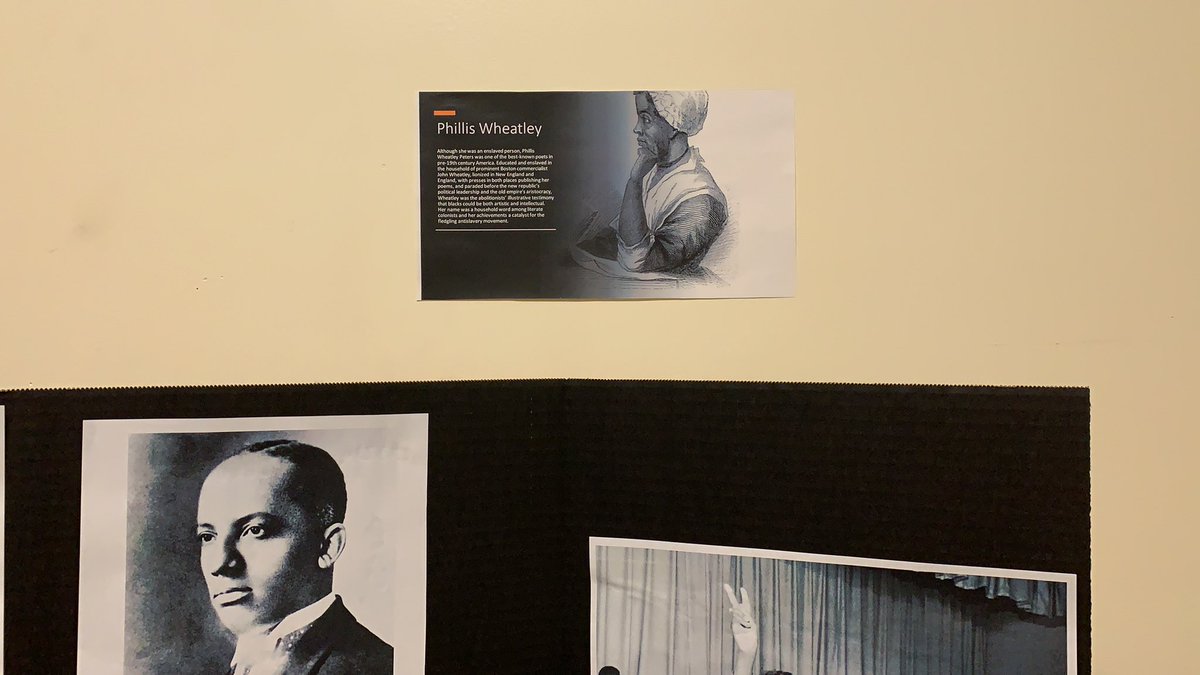 Phillis Wheatley
Although she was an enslaved person, Phillis
Wheatley Peters was one of the best-known poets in
pre-19th century America. Educated and enslaved in
the household of prominent Boston commercialist
John Wheatley, lionized in New England and
England, with presses in both places publishing her
poems, and paraded before the new republic's
political leadership and the old empire's aristocracy,
Wheatley was the abolitionists' illustrative testimony
that blacks could be both artistic and intellectual.
Her name was a household word among literate
colonists and her achievements a catalyst for the
fledgling antislavery movement.